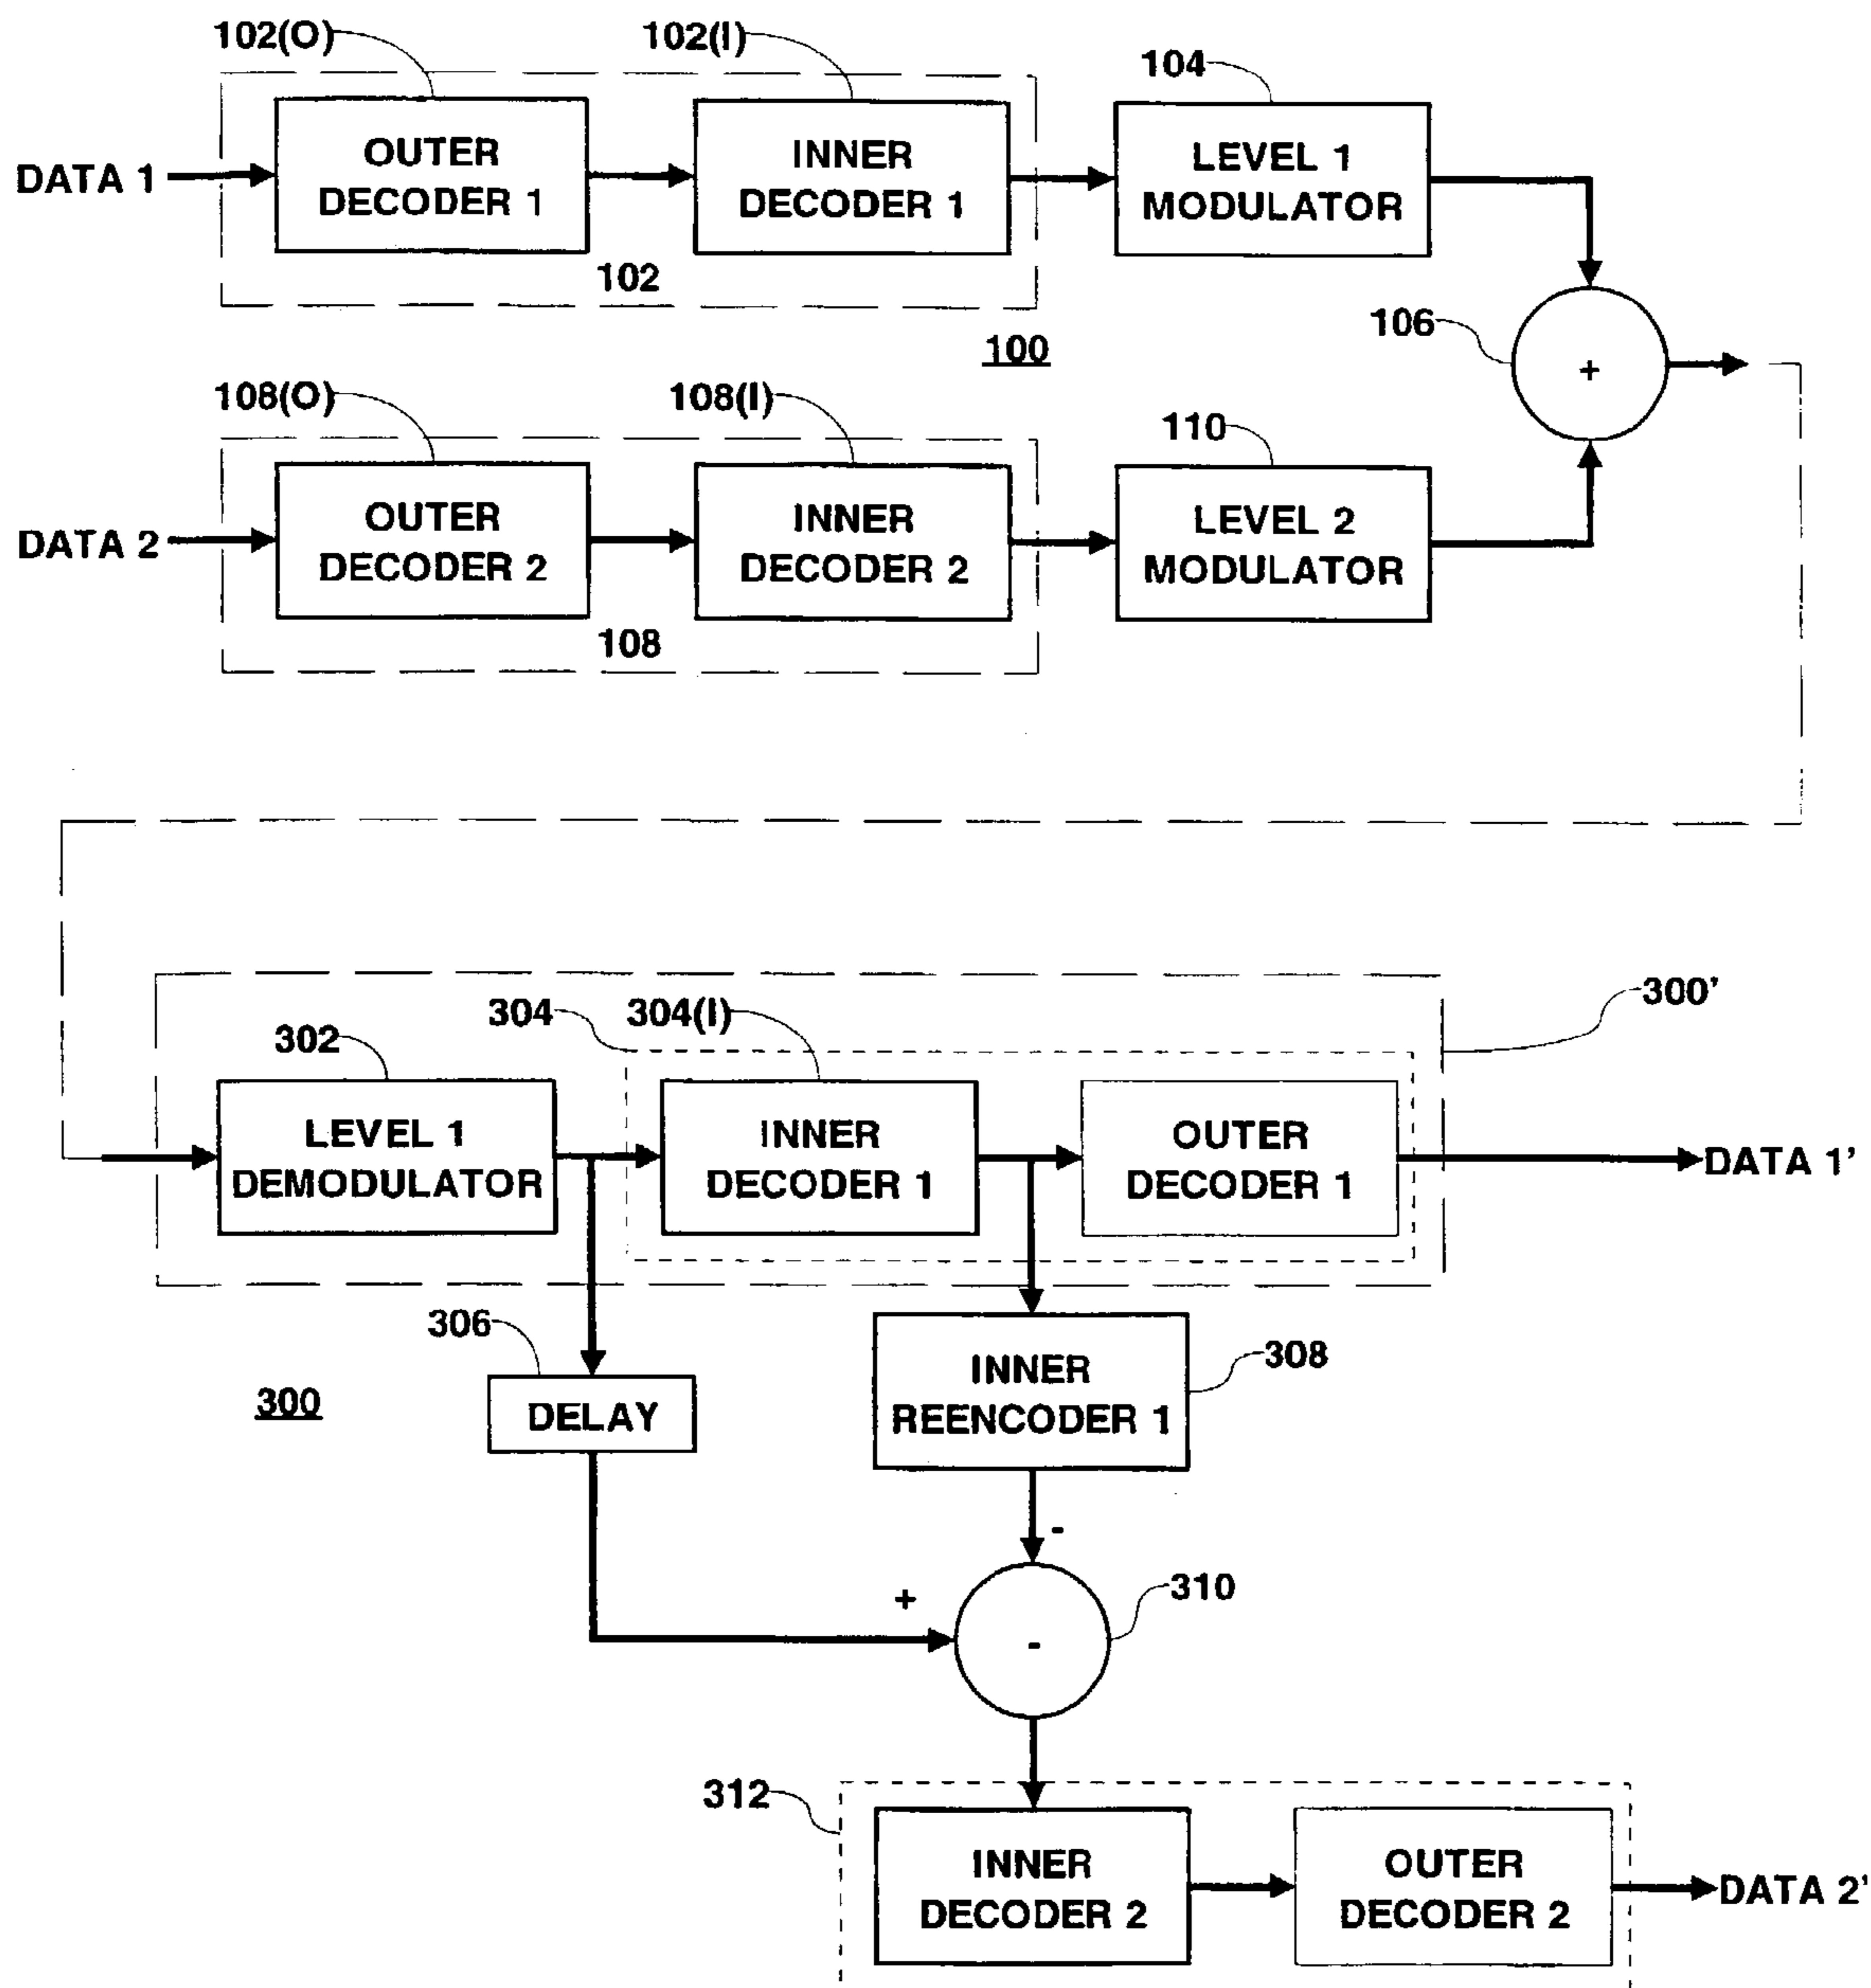 102(O)
102(I)
104
DATA 1
OUTER
DECODER 1
INNER
DECODER 1
LEVEL 1
MODULATOR
102
106
100
+
108(O)
108(I)
110
DATA 2
OUTER
DECODER 2
INNER
DECODER 2
LEVEL 2
MODULATOR
108
300'
304
304(I)
302
LEVEL 1
DEMODULATOR
INNER
DECODER 1
OUTER
DECODER 1
DATA 1'
306
308
300
DELAY
INNER
REENCODER 1
-
+
310
-
312
INNER
DECODER 2
OUTER
DECODER 2
DATA 2'